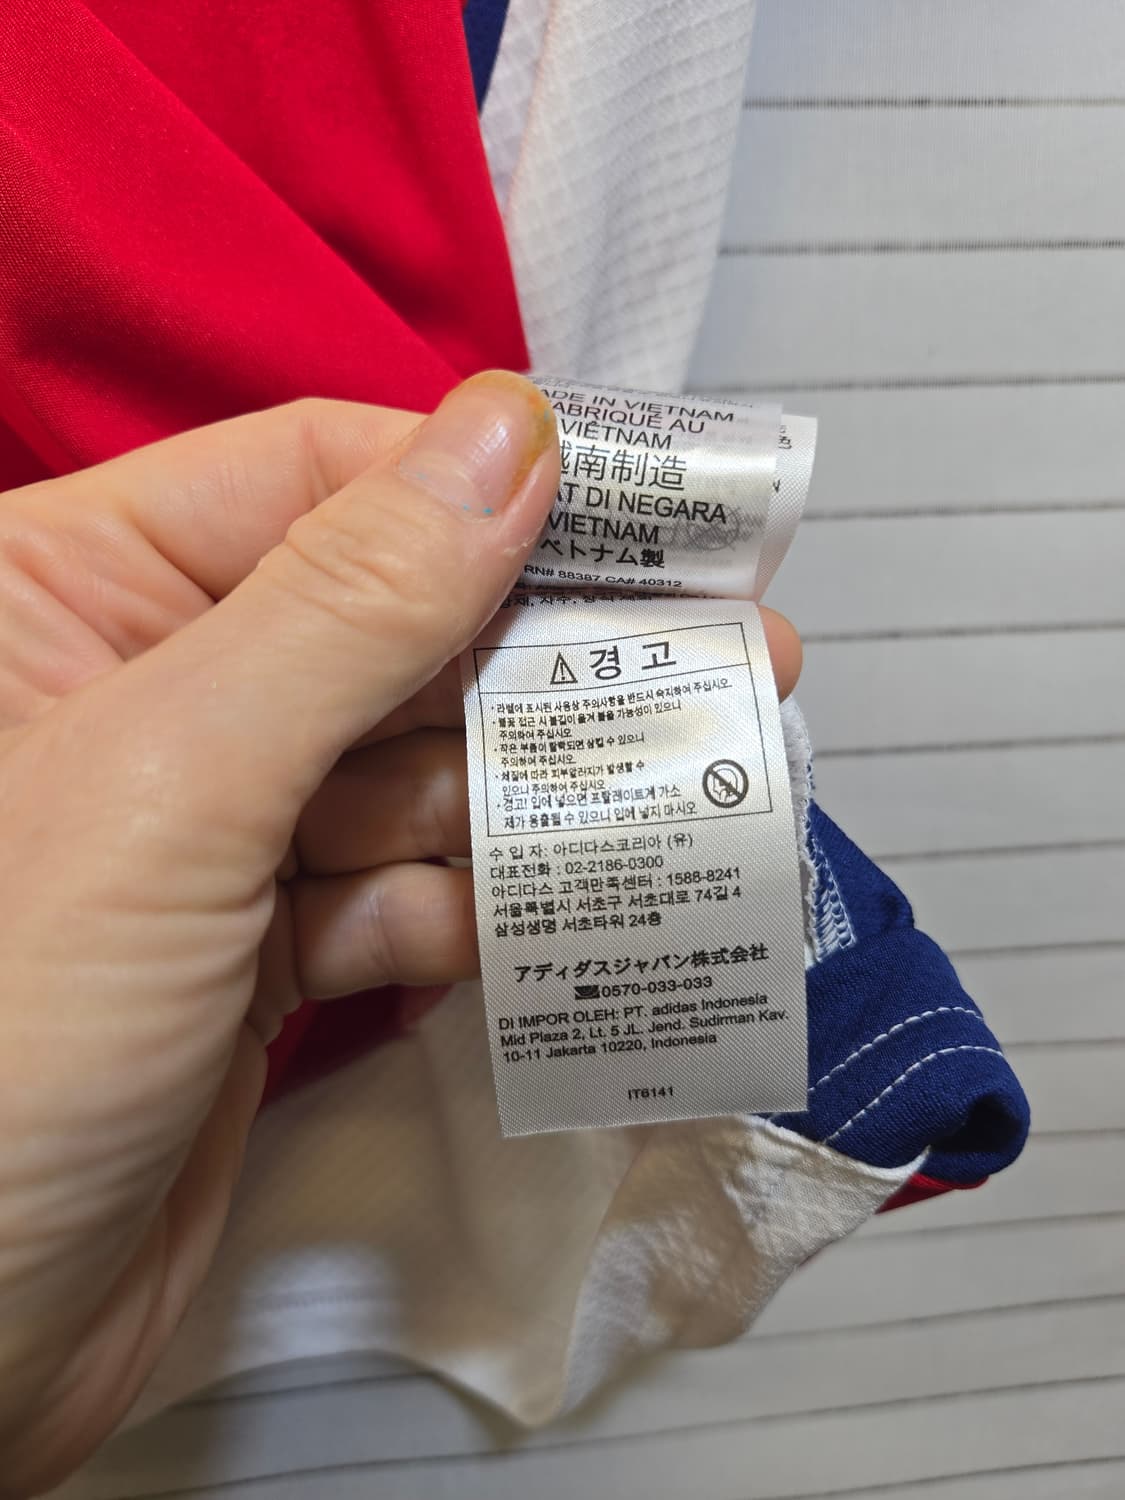 ADE IN VIETNAM
FABRIQUÉ AU
VIÊTNAM
越南制造
AT DI NEGARA
VIETNAM
ベトナム製
RN# 88387 CA# 40312
경 고
· 라벨에 표시된 사용상 주의사항을 반드시 숙지하여 주십시오.
· 불꽃 접근 시 불길이 옮겨 붙을 가능성이 있으니
주의하여 주십시오
· 작은 부품이 탈락되면 삼킬 수 있으니
주의하여 주십시오.
· 체질에 따라 피부알러지가 발생할 수
있으니 주의하여 주십시오.
· 경고! 입에 넣으면 프탈레이트계 가소
제가 용출될 수 있으니 입에 넣지 마시오
수 입 자: 아디다스코리아 (유)
대표전화 : 02-2186-0300
아디다스 고객만족센터 : 1588-8241
서울특별시 서초구 서초대로 74길 4
삼성생명 서초타워 24층
アディダスジャパン株式会社
0570-033-033
DI IMPOR OLEH: PT. adidas Indonesia
Mid Plaza 2, Lt. 5 JL. Jend. Sudirman Kav.
10-11 Jakarta 10220, Indonesia
IT6141